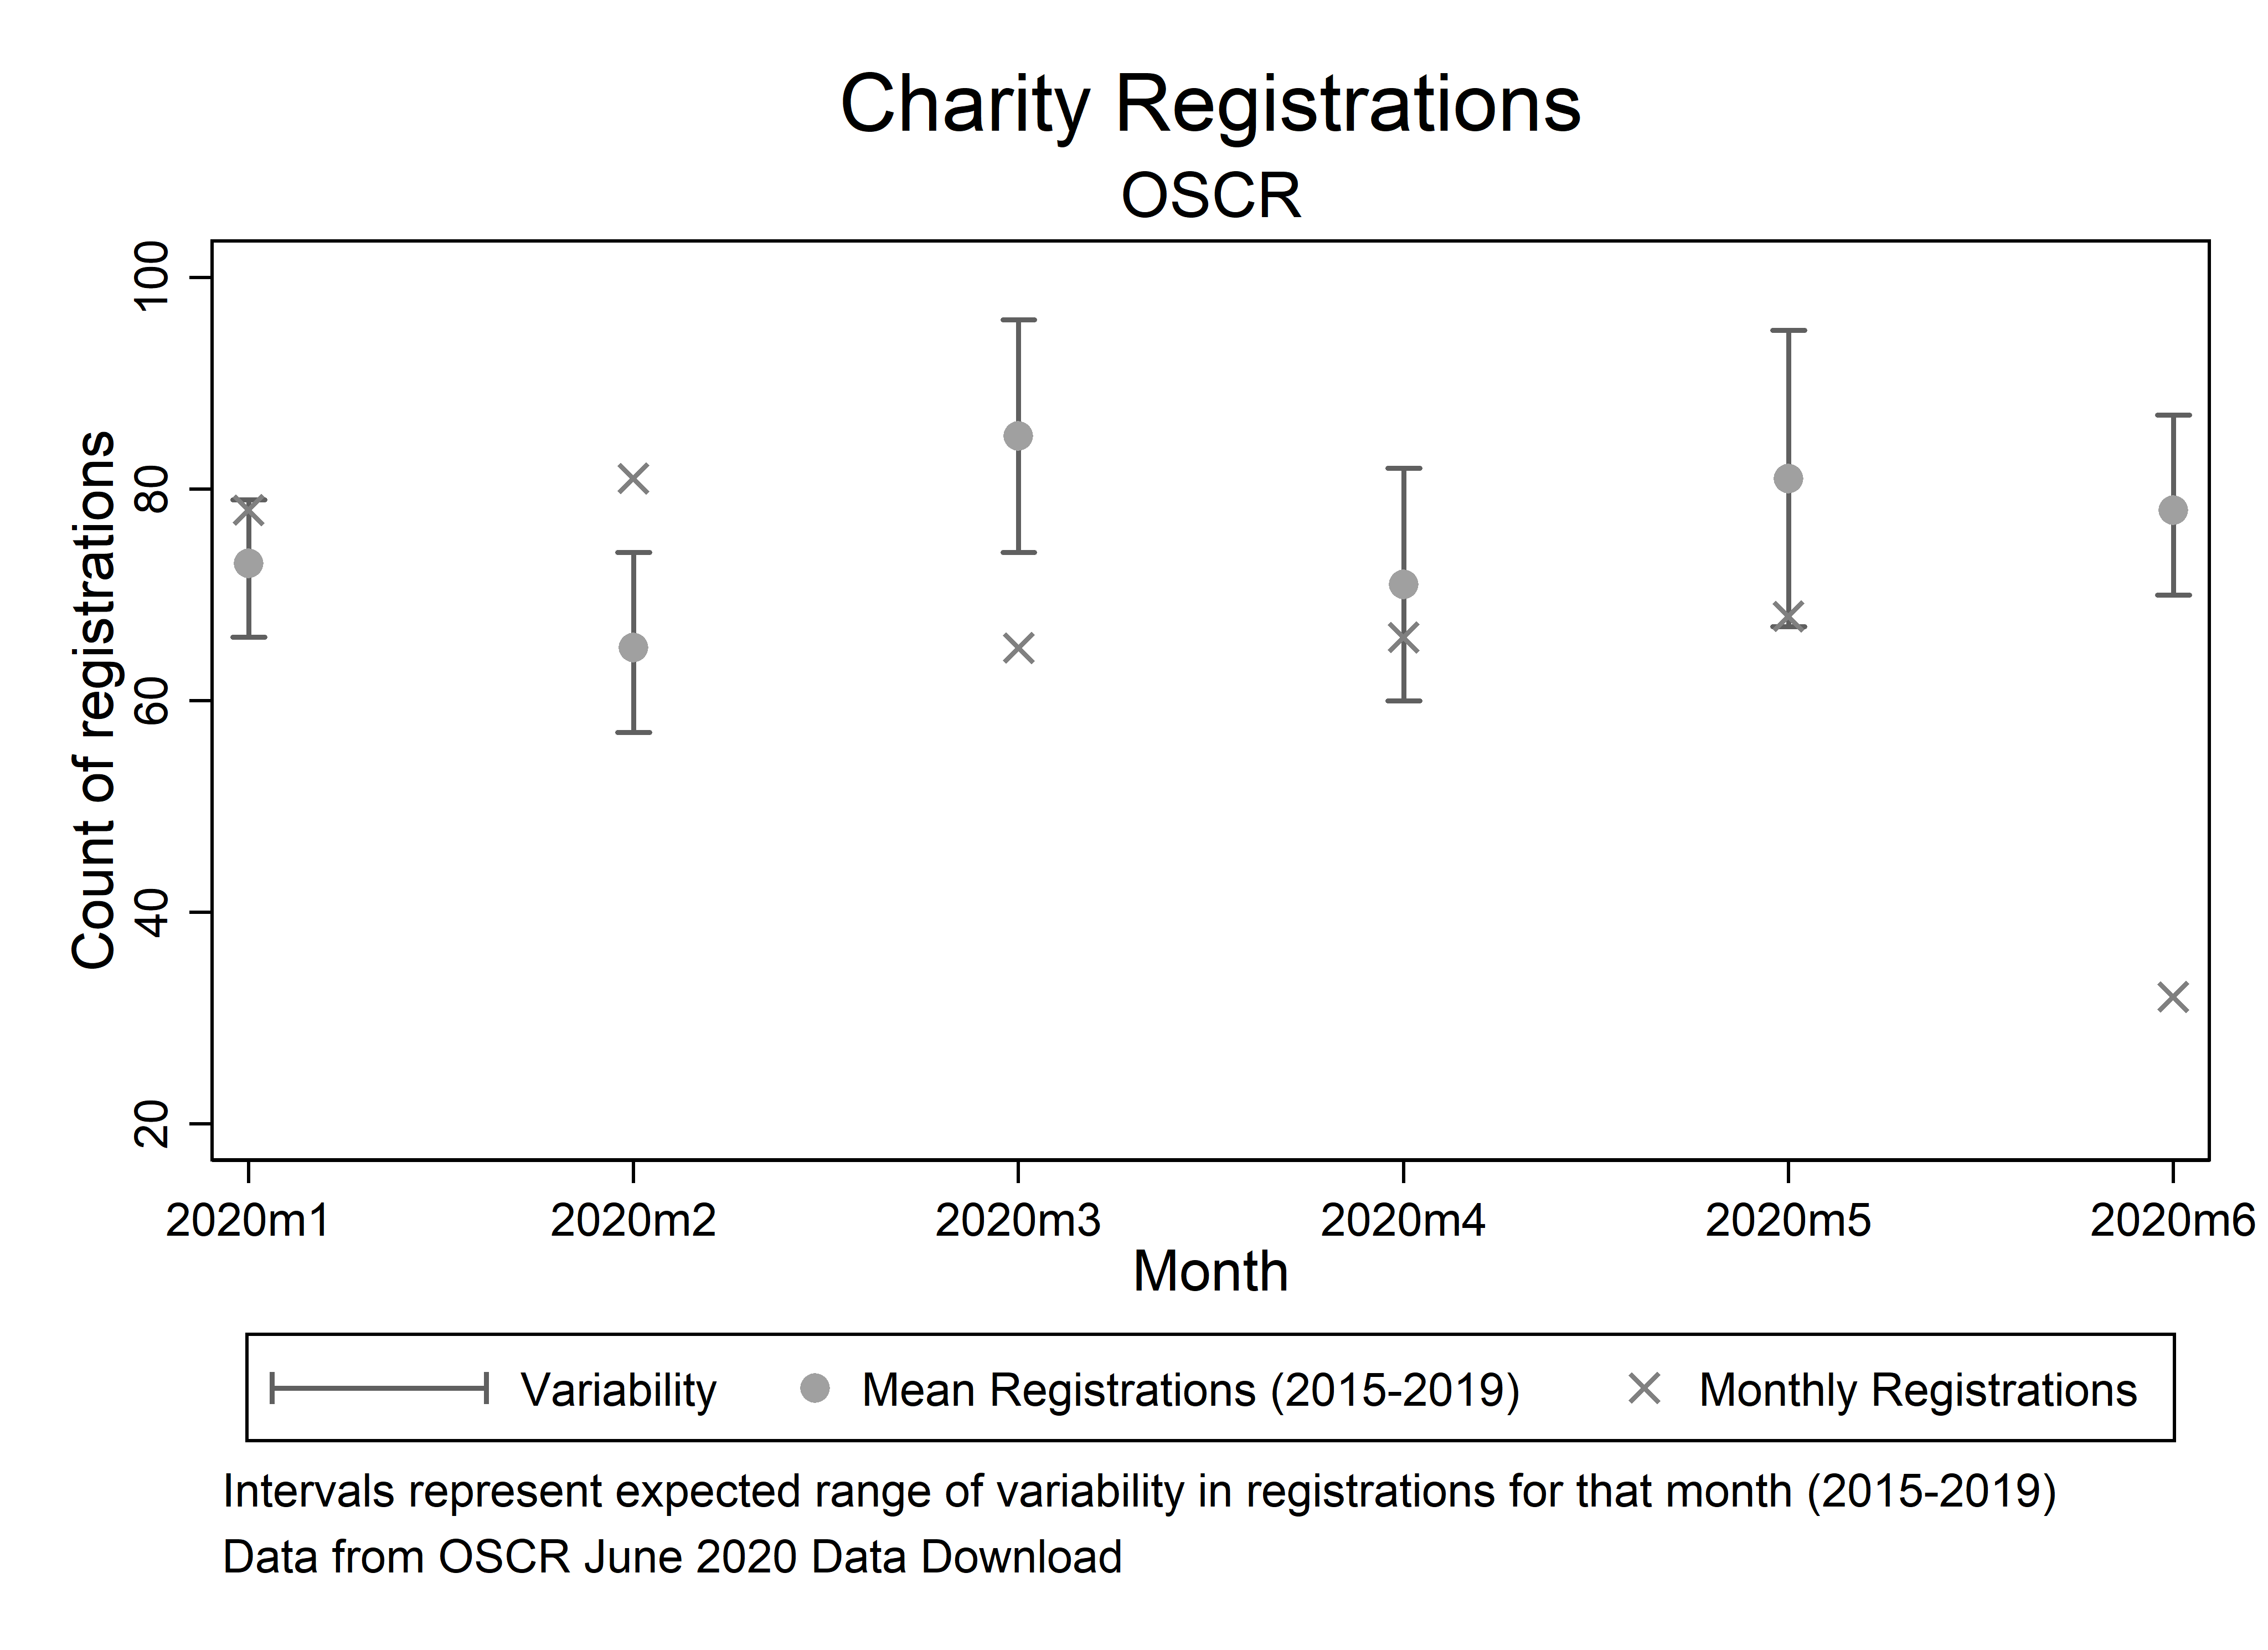 Charity Registrations
OSCR
Count of registrations
100
80
60
40
20
2020m1 2020m2 2020m3 2020m4 2020m5 2020m6
Month
Variability Mean Registrations (2015-2019) Monthly Registrations
Intervals represent expected range of variability in registrations for that month (2015-2019)
Data from OSCR June 2020 Data Download